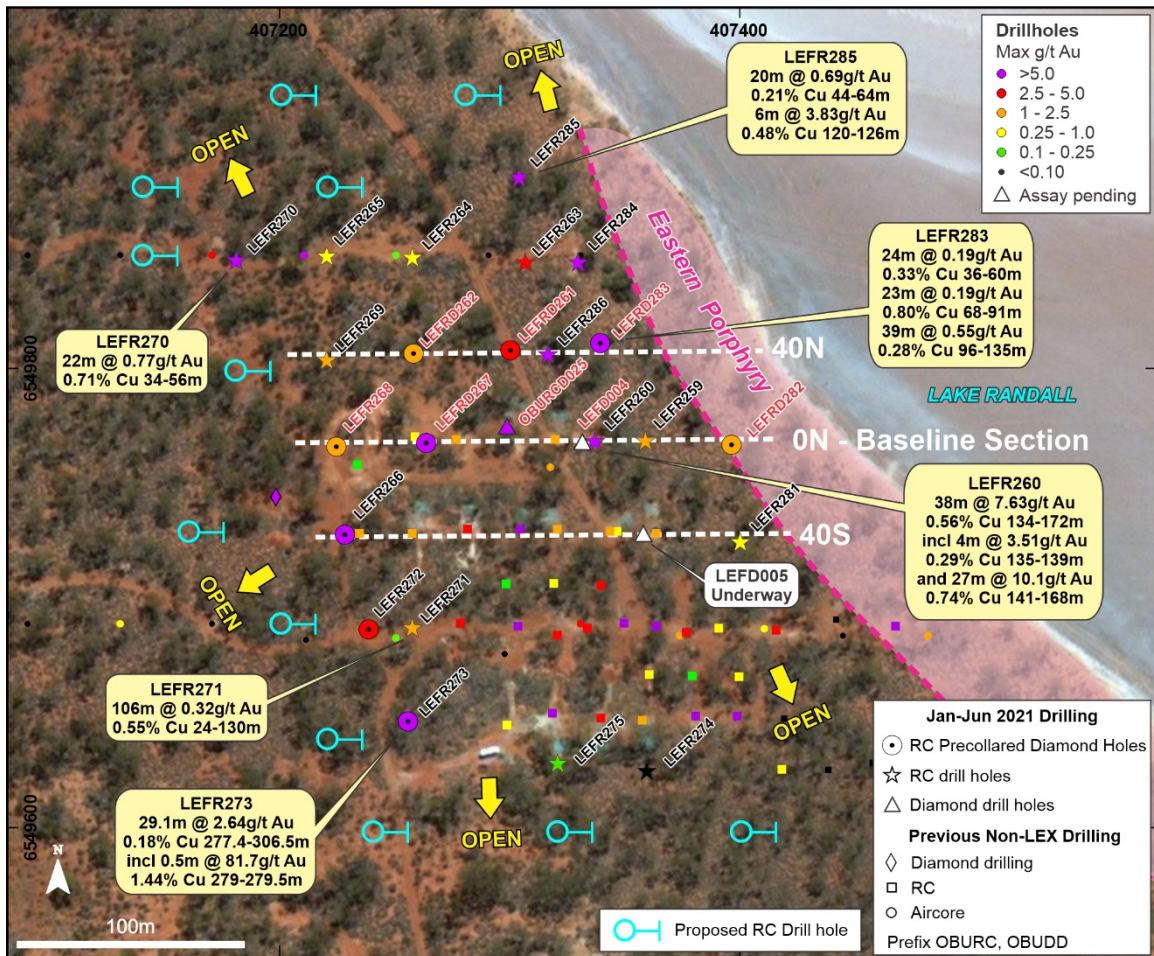 407200
407400
6549800
6549600
OPEN
OPEN
OPEN
OPEN
OPEN
LEFR285
20m @ 0.69g/t Au
0.21% Cu 44-64m
6m @ 3.83g/t Au
0.48% Cu 120-126m
Drillholes
Max g/t Au
>5.0
2.5 - 5.0
1 - 2.5
0.25 - 1.0
0.1 - 0.25
<0.10
Assay pending
LEFR285
LEFR270
LEFR265
LEFR264
LEFR263
LEFR284
Eastern Porphyry
LEFR283
24m @ 0.19g/t Au
0.33% Cu 36-60m
23m @ 0.19g/t Au
0.80% Cu 68-91m
39m @ 0.55g/t Au
0.28% Cu 96-135m
LEFR270
22m @ 0.77g/t Au
0.71% Cu 34-56m
LEFR269
LEFRD262
LEFRD261
LEFR286
LEFRD283
40N
LAKE RANDALL
LEFR268
LEFRD267
OBURCD025
LEFD004
LEFR260
LEFR259
LEFRD282
0N - Baseline Section
LEFR266
LEFR281
40S
LEFR260
38m @ 7.63g/t Au
0.56% Cu 134-172m
incl 4m @ 3.51g/t Au
0.29% Cu 135-139m
and 27m @ 10.1g/t Au
0.74% Cu 141-168m
LEFD005
Underway
LEFR272
LEFR271
LEFR271
106m @ 0.32g/t Au
0.55% Cu 24-130m
LEFR273
LEFR275
LEFR274
LEFR273
29.1m @ 2.64g/t Au
0.18% Cu 277.4-306.5m
incl 0.5m @ 81.7g/t Au
1.44% Cu 279-279.5m
Jan-Jun 2021 Drilling
RC Precollared Diamond Holes
RC drill holes
Diamond drill holes
Previous Non-LEX Drilling
Diamond drilling
RC
Aircore
Prefix OBURC, OBUDD
N
100m
Proposed RC Drill hole